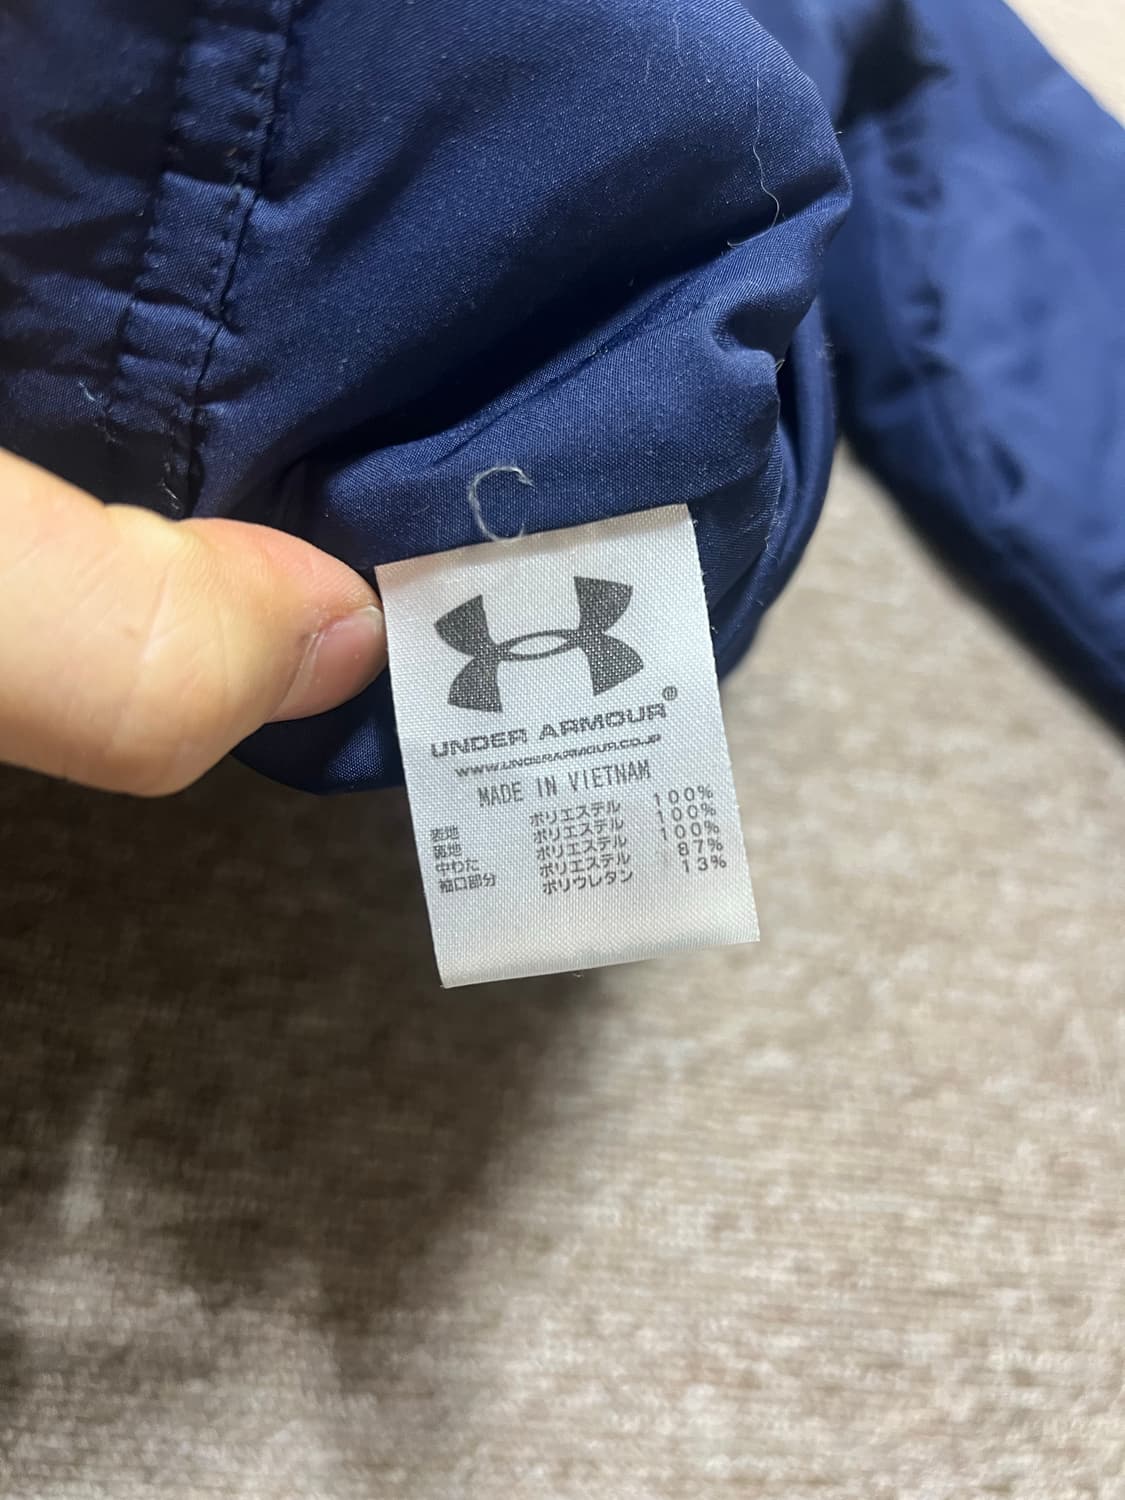 UNDER ARMOUR®
WWW.UNDERARMOUR.CO.JP
MADE IN VIETNAM
表地 ポリエステル 100%
裏地 ポリエステル 100%
中わた ポリエステル 100%
脇口部分 ポリエステル 87%
ポリウレタン 13%